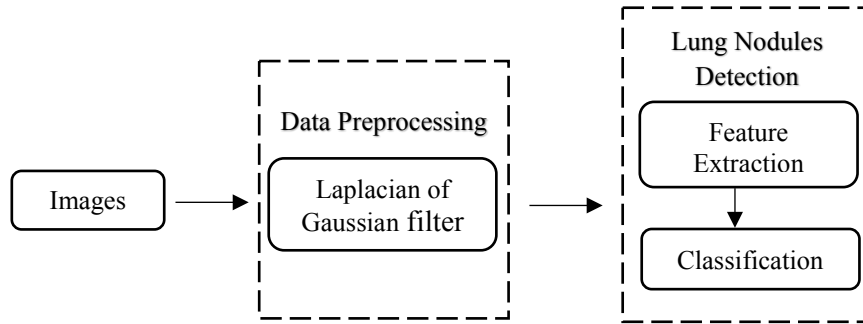 Images
Data Preprocessing
Laplacian of
Gaussian filter
Lung Nodules
Detection
Feature
Extraction
Classification